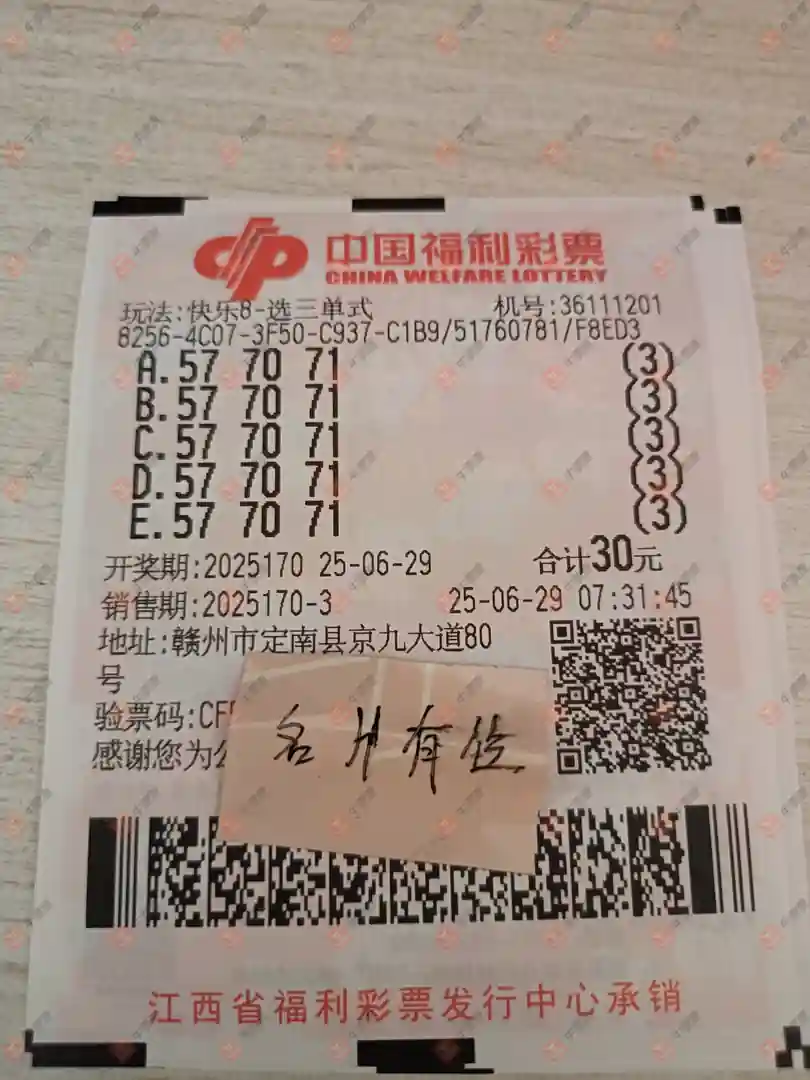 中国福利彩票
CHINA WELFARE LOTTERY
玩法:快乐8-选三单式 机号:36111201
8256-4C07-3F50-C937-C1B9/51760781/F8ED3
A.57 70 71 (3)
B.57 70 71 (3)
C.57 70 71 (3)
D.57 70 71 (3)
E.57 70 71 (3)
开奖期:2025170 25-06-29 合计30元
销售期:2025170-3 25-06-29 07:31:45
地址:赣州市定南县京九大道80
号
验票码:CF
感谢您为公
名片有位
江西省福利彩票发行中心承销